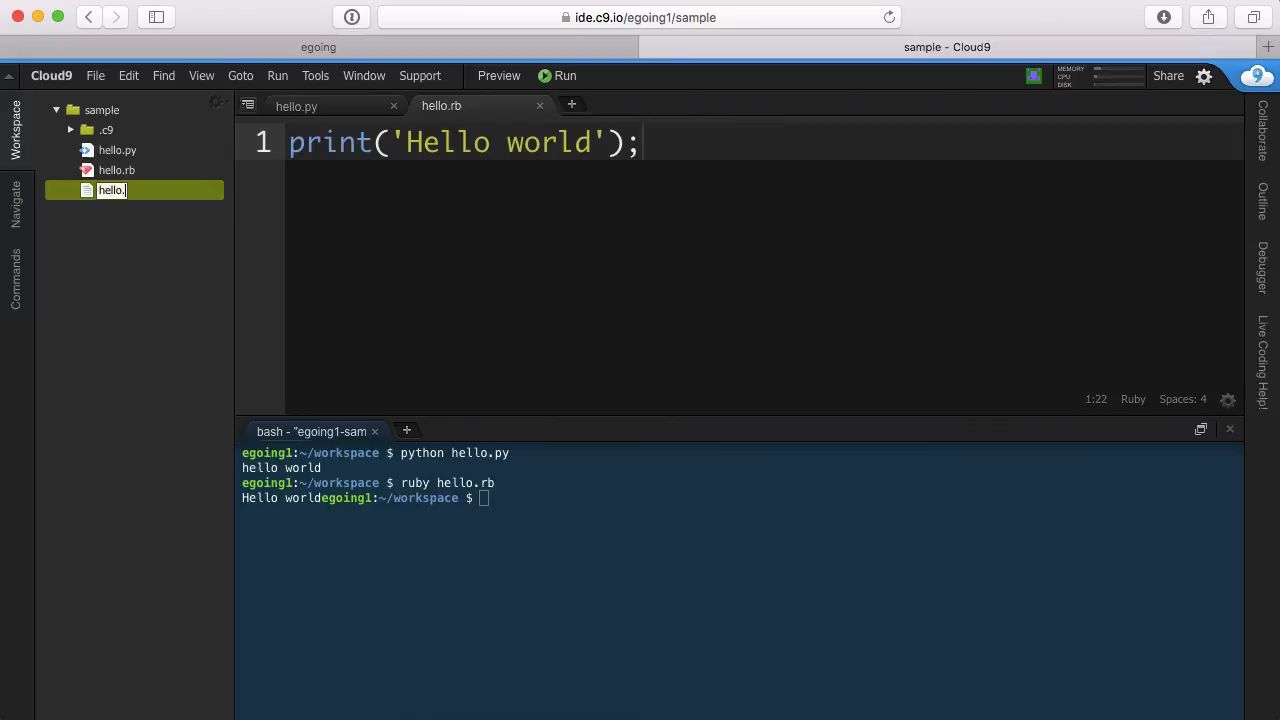 ide.c9.io/egoing1/sample
egoing
sample - Cloud9
Cloud9 File Edit Find View Goto Run Tools Window Support Preview Run
MEMORY
CPU
DISK
Share
Workspace
Navigate
Commands
sample
.c9
hello.py
hello.rb
hello.
hello.py
hello.rb
1 print('Hello world');
1:22 Ruby Spaces: 4
Collaborate
Outline
Debugger
Live Coding Help!
bash - "egoing1-sam
egoing1:~/workspace $ python hello.py
hello world
egoing1:~/workspace $ ruby hello.rb
Hello worldegoing1:~/workspace $